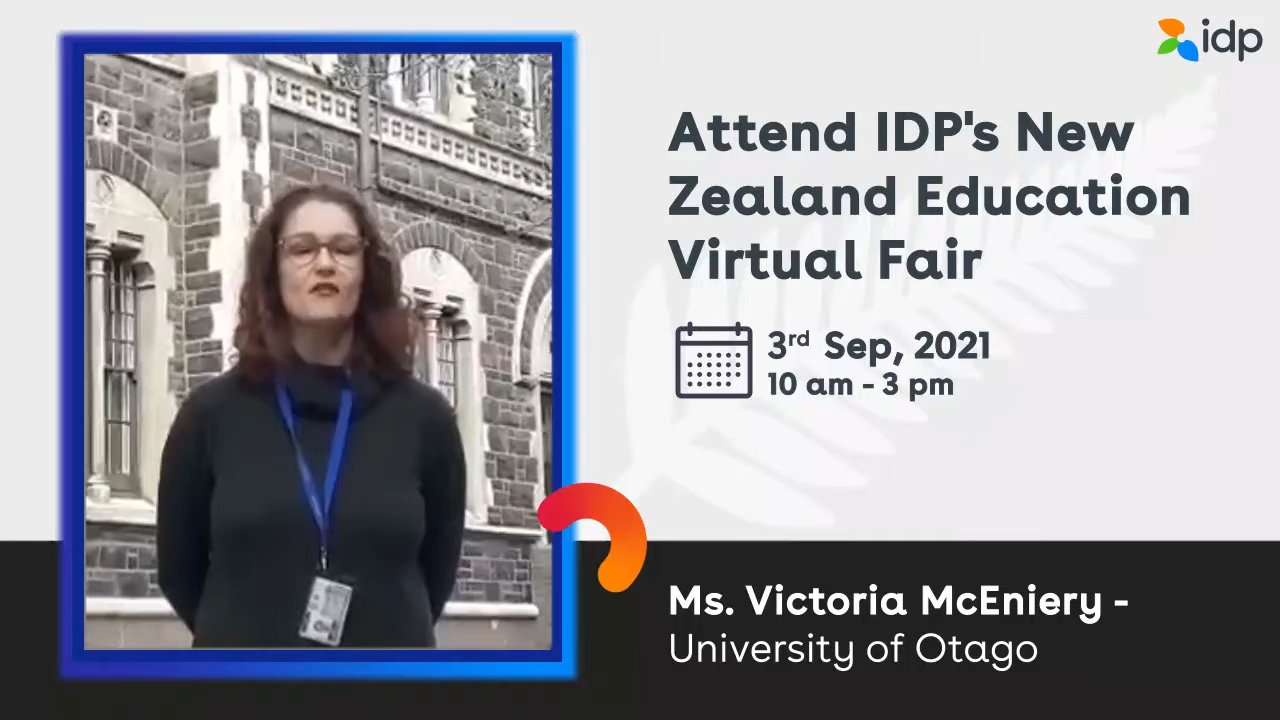 idp
Attend IDP's New
Zealand Education
Virtual Fair
3rd Sep, 2021
10 am - 3 pm
Ms. Victoria McEniery -
University of Otago